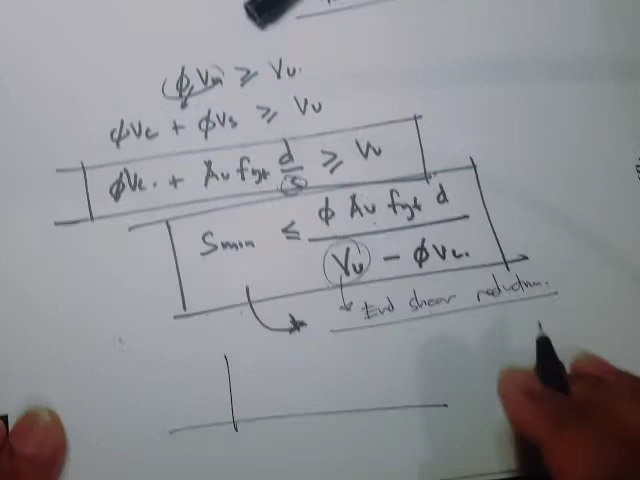 φVn ≥ Vu.
φVc + φVs ≥ Vu
φVc. + Av fyt d/s ≥ Vu
Smin ≤ φ Av fyt d / Vu - φVc.
End shear reduction.